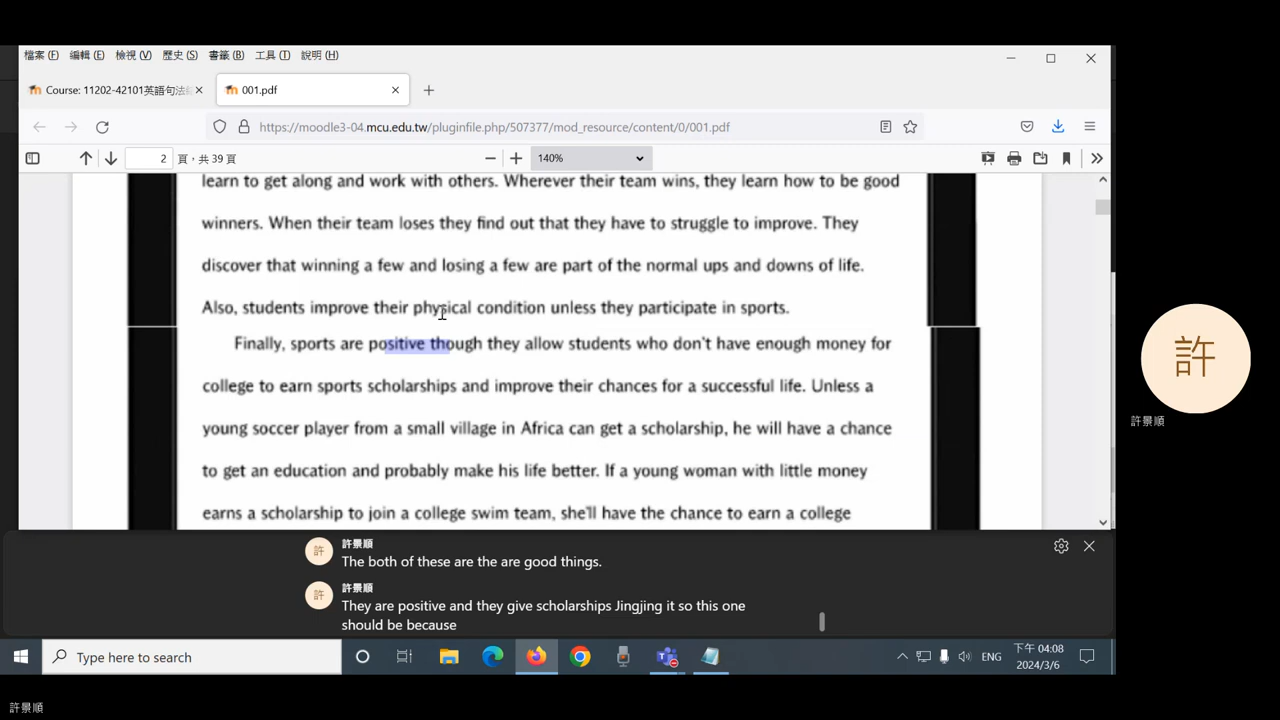 檔案 (F) 編輯 (E) 檢視 (V) 歷史 (S) 書籤 (B) 工具 (T) 說明 (H)
Course: 11202-42101英語句法結
001.pdf
https://moodle3-04.mcu.edu.tw/pluginfile.php/507377/mod_resource/content/0/001.pdf
2 頁，共 39 頁
140%
learn to get along and work with others. Wherever their team wins, they learn how to be good
winners. When their team loses they find out that they have to struggle to improve. They
discover that winning a few and losing a few are part of the normal ups and downs of life.
Also, students improve their physical condition unless they participate in sports.
Finally, sports are positive though they allow students who don't have enough money for
college to earn sports scholarships and improve their chances for a successful life. Unless a
young soccer player from a small village in Africa can get a scholarship, he will have a chance
to get an education and probably make his life better. If a young woman with little money
earns a scholarship to join a college swim team, she'll have the chance to earn a college
許
許景順
許
許景順
The both of these are the are good things.
許
許景順
They are positive and they give scholarships Jingjing it so this one
should be because
Type here to search
ENG
下午 04:08
2024/3/6
許景順